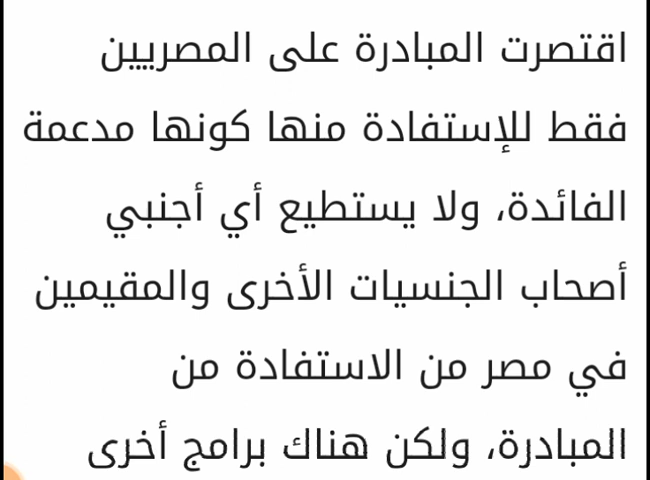 اقتصرت المبادرة على المصريين
فقط للإستفادة منها كونها مدعمة
الفائدة، ولا يستطيع أي أجنبي
أصحاب الجنسيات الأخرى والمقيمين
في مصر من الاستفادة من
المبادرة، ولكن هناك برامج أخرى